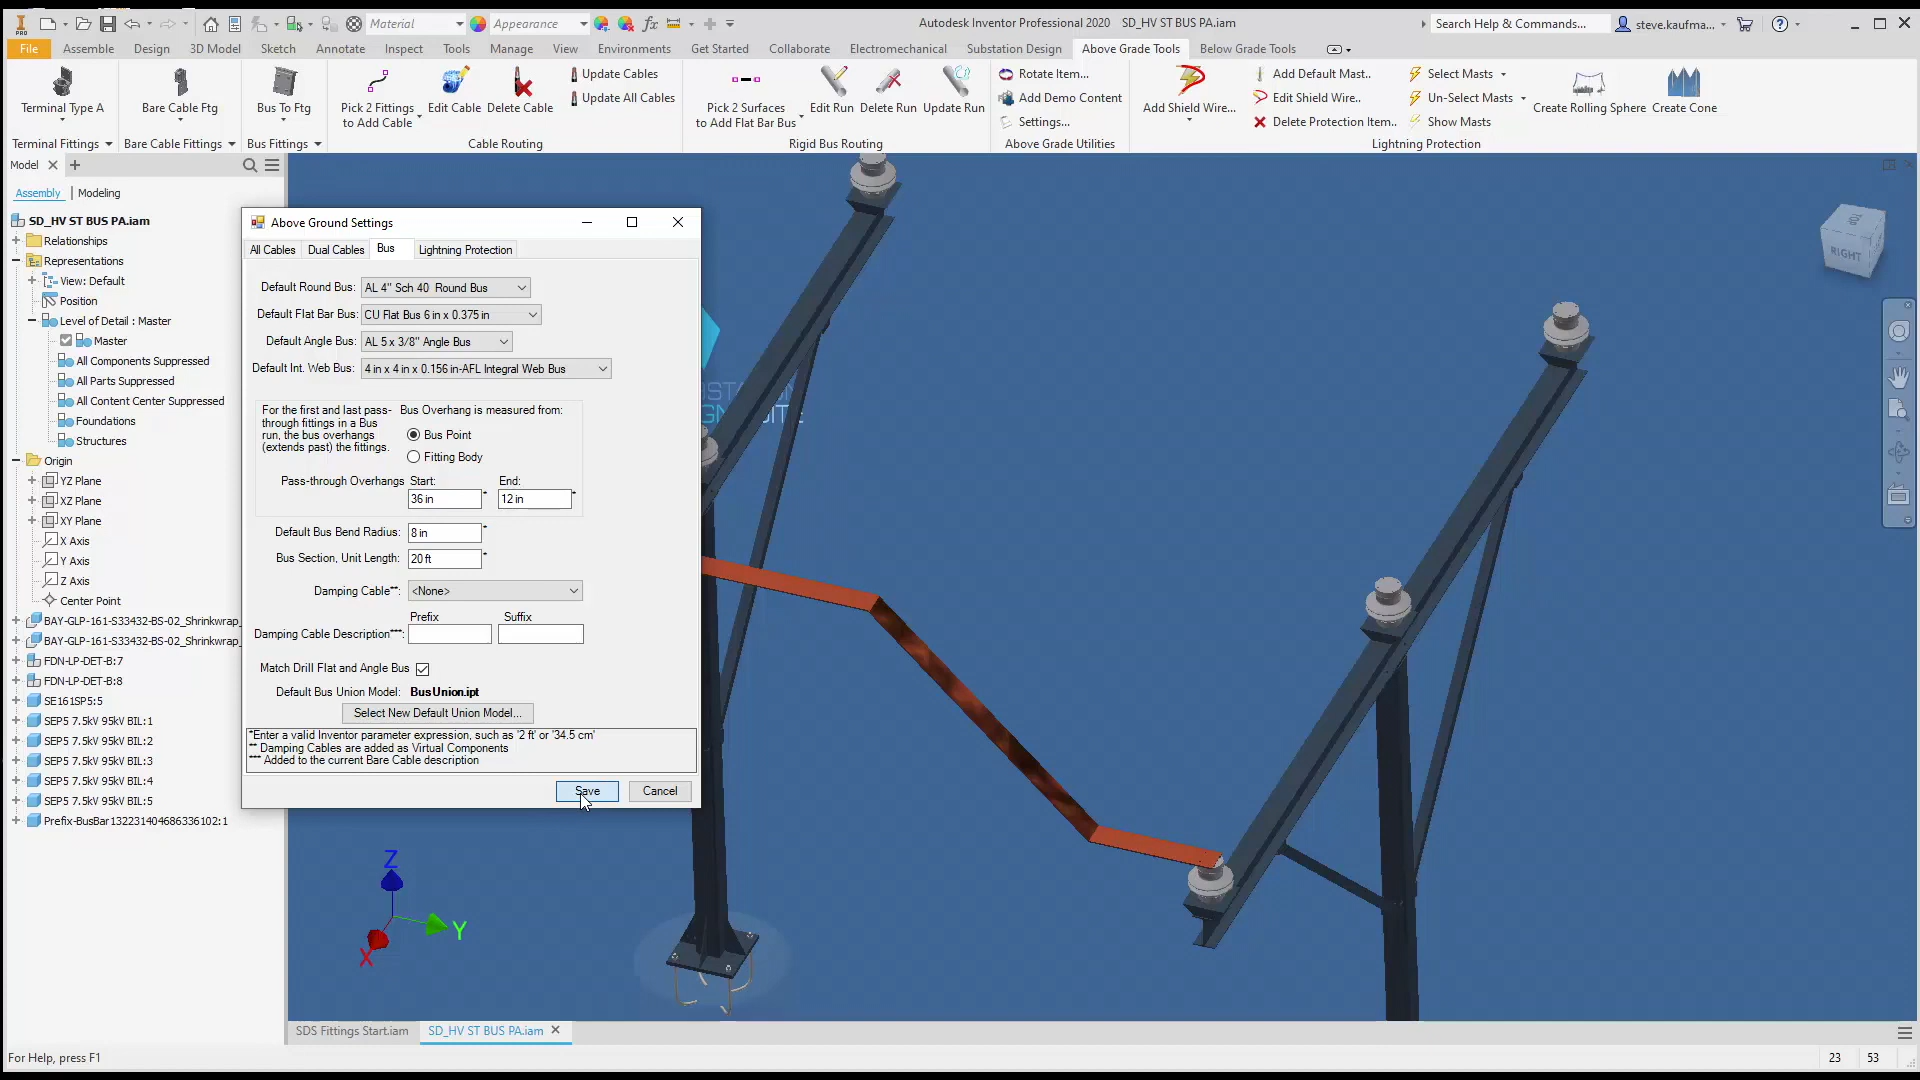 Material
Appearance
Autodesk Inventor Professional 2020 SD_HV ST BUS PA.iam
Search Help & Commands...
steve.kaufma...
PRO
File Assemble Design 3D Model Sketch Annotate Inspect Tools Manage View Environments Get Started Collaborate Electromechanical Substation Design Above Grade Tools Below Grade Tools
Terminal Type A
Bare Cable Ftg
Bus To Ftg
Pick 2 Fittings
to Add Cable
Edit Cable
Delete Cable
Update Cables
Update All Cables
Pick 2 Surfaces
to Add Flat Bar Bus
Edit Run
Delete Run
Update Run
Rotate Item...
Add Demo Content
Settings...
Add Shield Wire...
Add Default Mast..
Edit Shield Wire..
Delete Protection Item..
Select Masts
Un-Select Masts
Show Masts
Create Rolling Sphere
Create Cone
Terminal Fittings
Bare Cable Fittings
Bus Fittings
Cable Routing
Rigid Bus Routing
Above Grade Utilities
Lightning Protection
Model
Assembly
Modeling
SD_HV ST BUS PA.iam
Relationships
Representations
View: Default
Position
Level of Detail : Master
Master
All Components Suppressed
All Parts Suppressed
All Content Center Suppressed
Foundations
Structures
Origin
YZ Plane
XZ Plane
XY Plane
X Axis
Y Axis
Z Axis
Center Point
BAY-GLP-161-S33432-BS-02_Shrinkwrap_
BAY-GLP-161-S33432-BS-02_Shrinkwrap_
FDN-LP-DET-B:7
FDN-LP-DET-B:8
SE161SP5:5
SEP5 7.5kV 95kV BIL:1
SEP5 7.5kV 95kV BIL:2
SEP5 7.5kV 95kV BIL:3
SEP5 7.5kV 95kV BIL:4
SEP5 7.5kV 95kV BIL:5
Prefix-BusBar132231404686336102:1
Above Ground Settings
All Cables
Dual Cables
Bus
Lightning Protection
Default Round Bus: AL 4" Sch 40 Round Bus
Default Flat Bar Bus: CU Flat Bus 6 in x 0.375 in
Default Angle Bus: AL 5 x 3/8" Angle Bus
Default Int. Web Bus: 4 in x 4 in x 0.156 in-AFL Integral Web Bus
For the first and last pass-
through fittings in a Bus
run, the bus overhangs
(extends past) the fittings.
Bus Overhang is measured from:
Bus Point
Fitting Body
Pass-through Overhangs
Start:
End:
36 in *
12 in *
Default Bus Bend Radius: 8 in *
Bus Section, Unit Length: 20 ft *
Damping Cable**: <None>
Prefix
Suffix
Damping Cable Description***:
Match Drill Flat and Angle Bus
Default Bus Union Model: BusUnion.ipt
Select New Default Union Model...
*Enter a valid Inventor parameter expression, such as '2 ft' or '34.5 cm'
** Damping Cables are added as Virtual Components
*** Added to the current Bare Cable description
Save
Cancel
TOP
RIGHT
Z
Y
X
SDS Fittings Start.iam
SD_HV ST BUS PA.iam
For Help, press F1
23
53